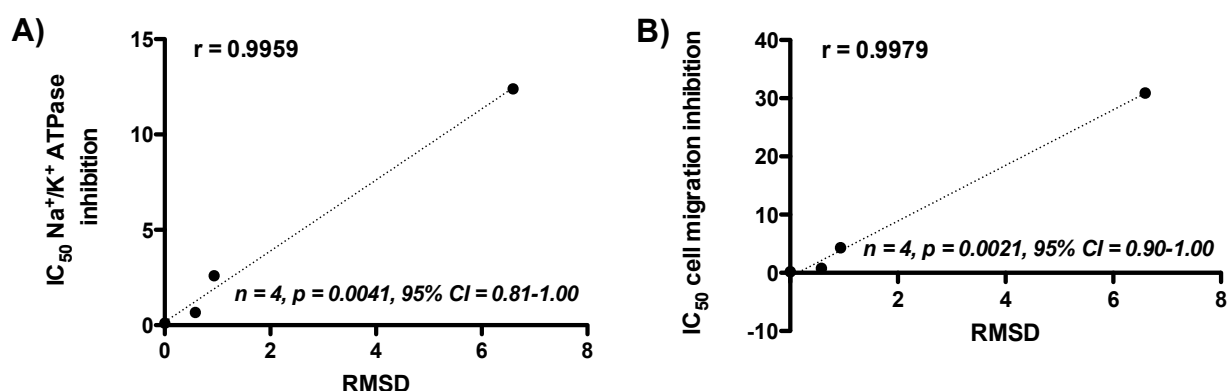 A)
r = 0.9959
IC₅₀ Na⁺/K⁺ ATPase
inhibition
15
10
5
0
n = 4, p = 0.0041, 95% CI = 0.81-1.00
0 2 4 6 8
RMSD
B)
r = 0.9979
IC₅₀ cell migration inhibition
40
30
20
10
0
-10
n = 4, p = 0.0021, 95% CI = 0.90-1.00
2 4 6 8
RMSD